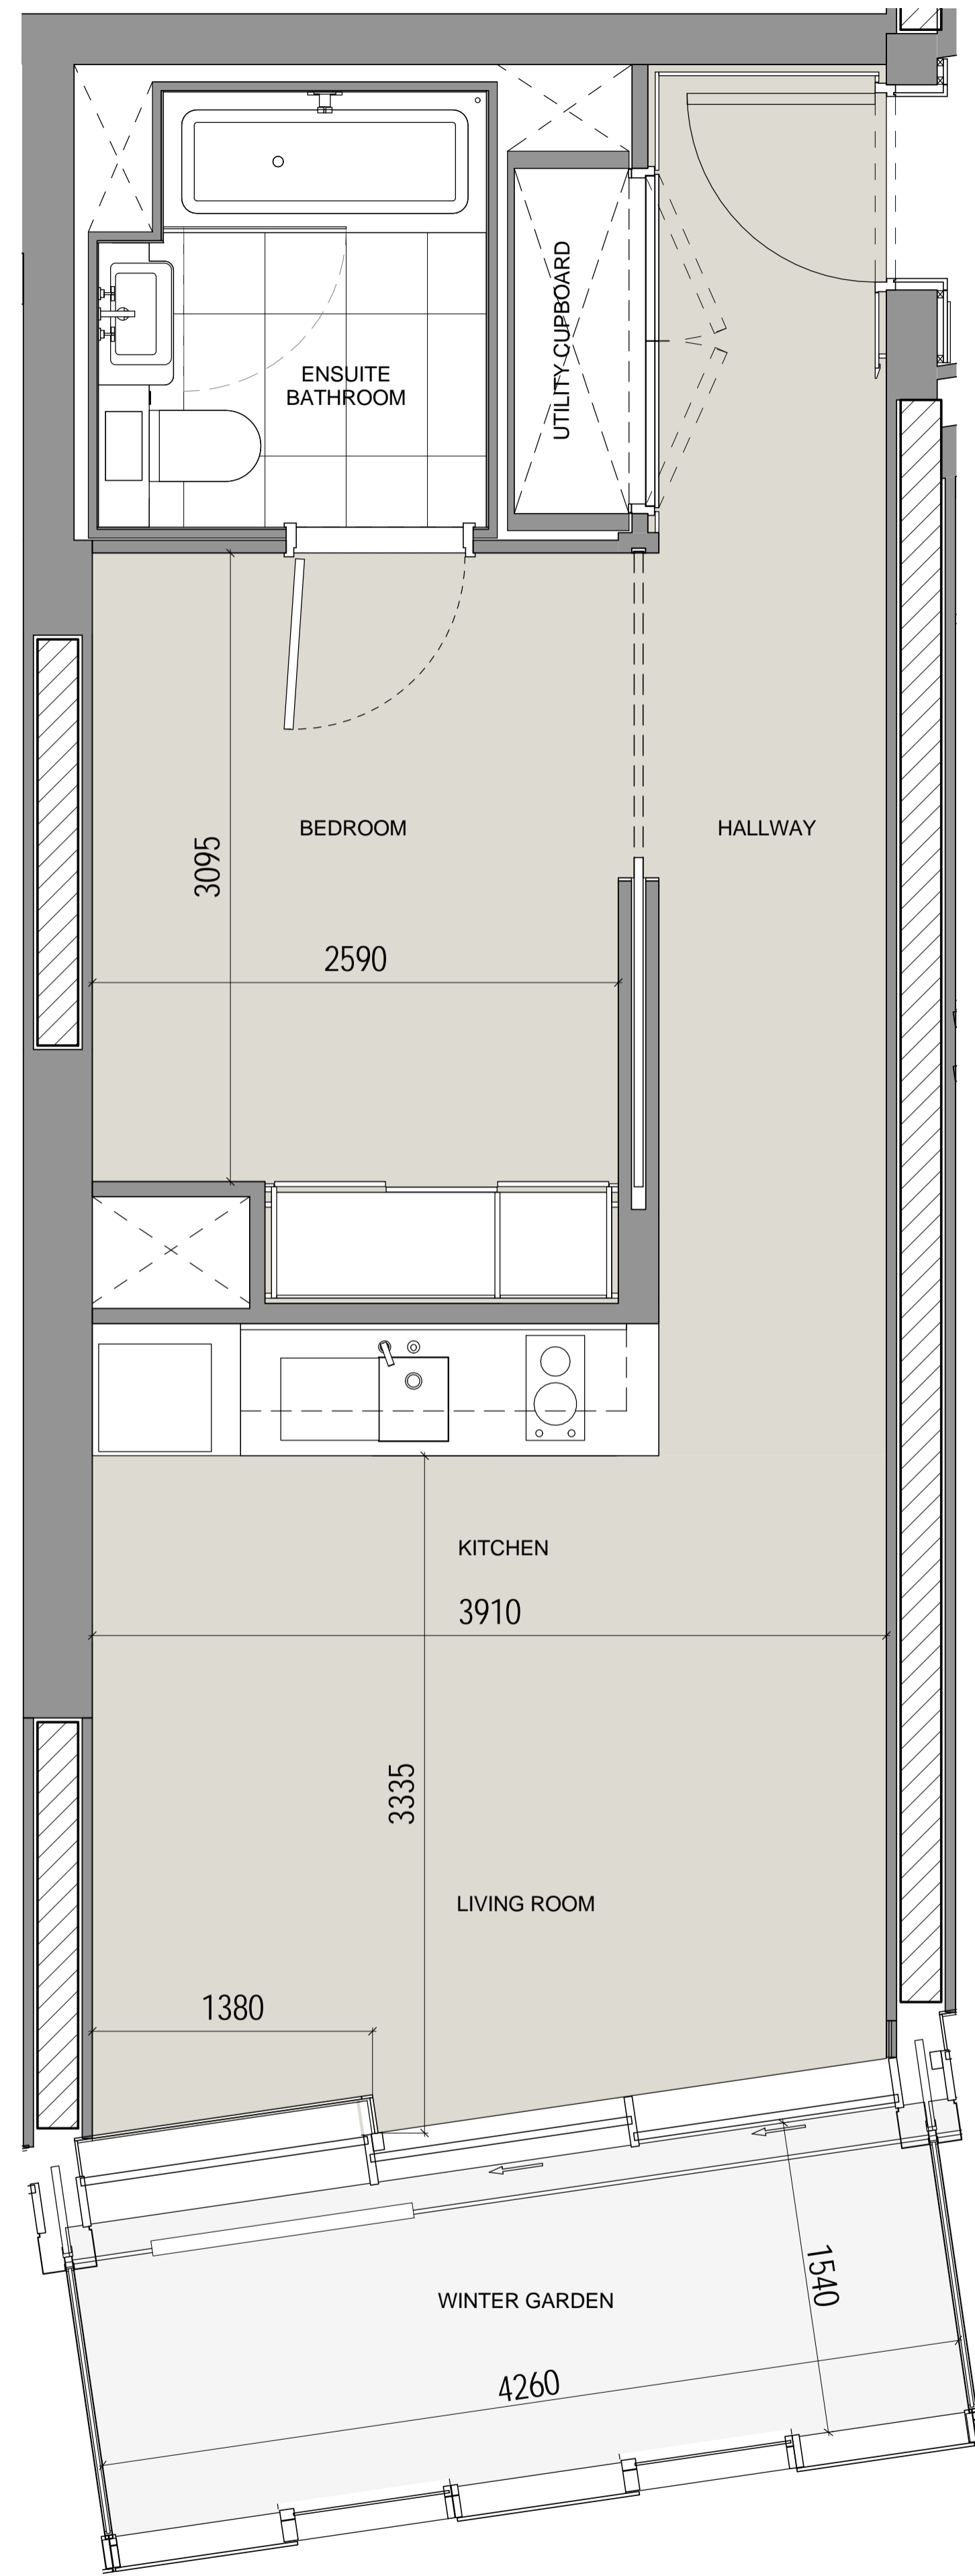 ENSUITE
BATHROOM
UTILITY CUPBOARD
BEDROOM
HALLWAY
3095
2590
KITCHEN
3910
3335
LIVING ROOM
1380
1540
WINTER GARDEN
4260